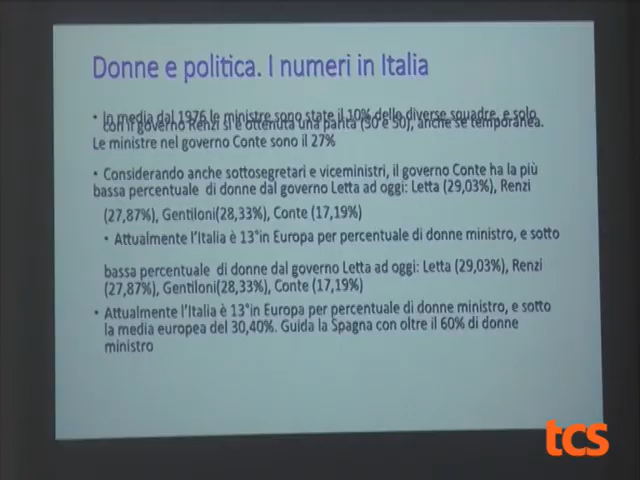 Donne e politica. I numeri in Italia
• In media dal 1976 le ministre sono state il 10% delle diverse squadre, e solo
con il governo Renzi si è ottenuta una parità (50 e 50), anche se temporanea.
Le ministre nel governo Conte sono il 27%
• Considerando anche sottosegretari e viceministri, il governo Conte ha la più
bassa percentuale di donne dal governo Letta ad oggi: Letta (29,03%), Renzi
(27,87%), Gentiloni(28,33%), Conte (17,19%)
• Attualmente l'Italia è 13°in Europa per percentuale di donne ministro, e sotto
bassa percentuale di donne dal governo Letta ad oggi: Letta (29,03%), Renzi
(27,87%), Gentiloni(28,33%), Conte (17,19%)
• Attualmente l'Italia è 13°in Europa per percentuale di donne ministro, e sotto
la media europea del 30,40%. Guida la Spagna con oltre il 60% di donne
ministro
tcs